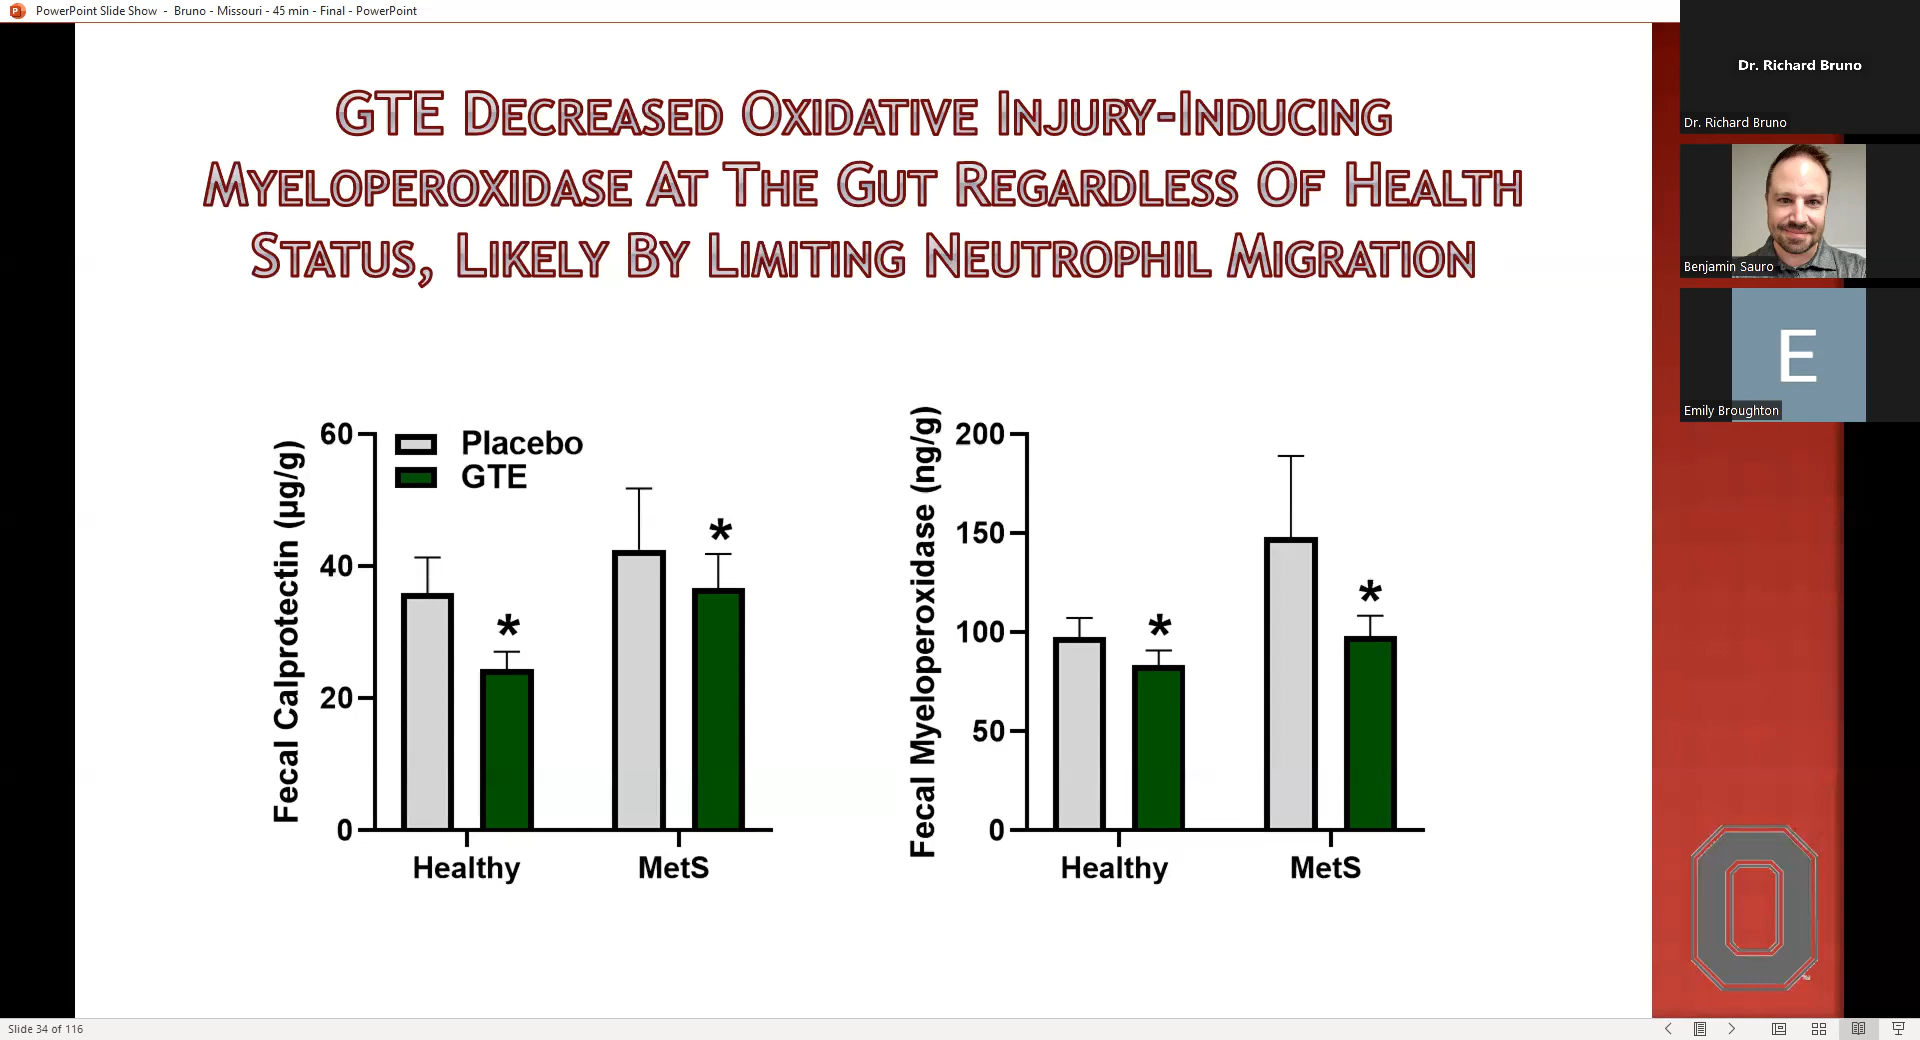 PowerPoint Slide Show - Bruno - Missouri - 45 min - Final - PowerPoint
GTE Decreased Oxidative Injury-Inducing
Myeloperoxidase At The Gut Regardless Of Health
Status, Likely By Limiting Neutrophil Migration
Fecal Calprotectin (µg/g)
60
40
20
0
Placebo
GTE
*
*
Healthy
MetS
Fecal Myeloperoxidase (ng/g)
200
150
100
50
0
*
*
Healthy
MetS
Dr. Richard Bruno
Dr. Richard Bruno
Benjamin Sauro
E
Emily Broughton
O
Slide 34 of 116